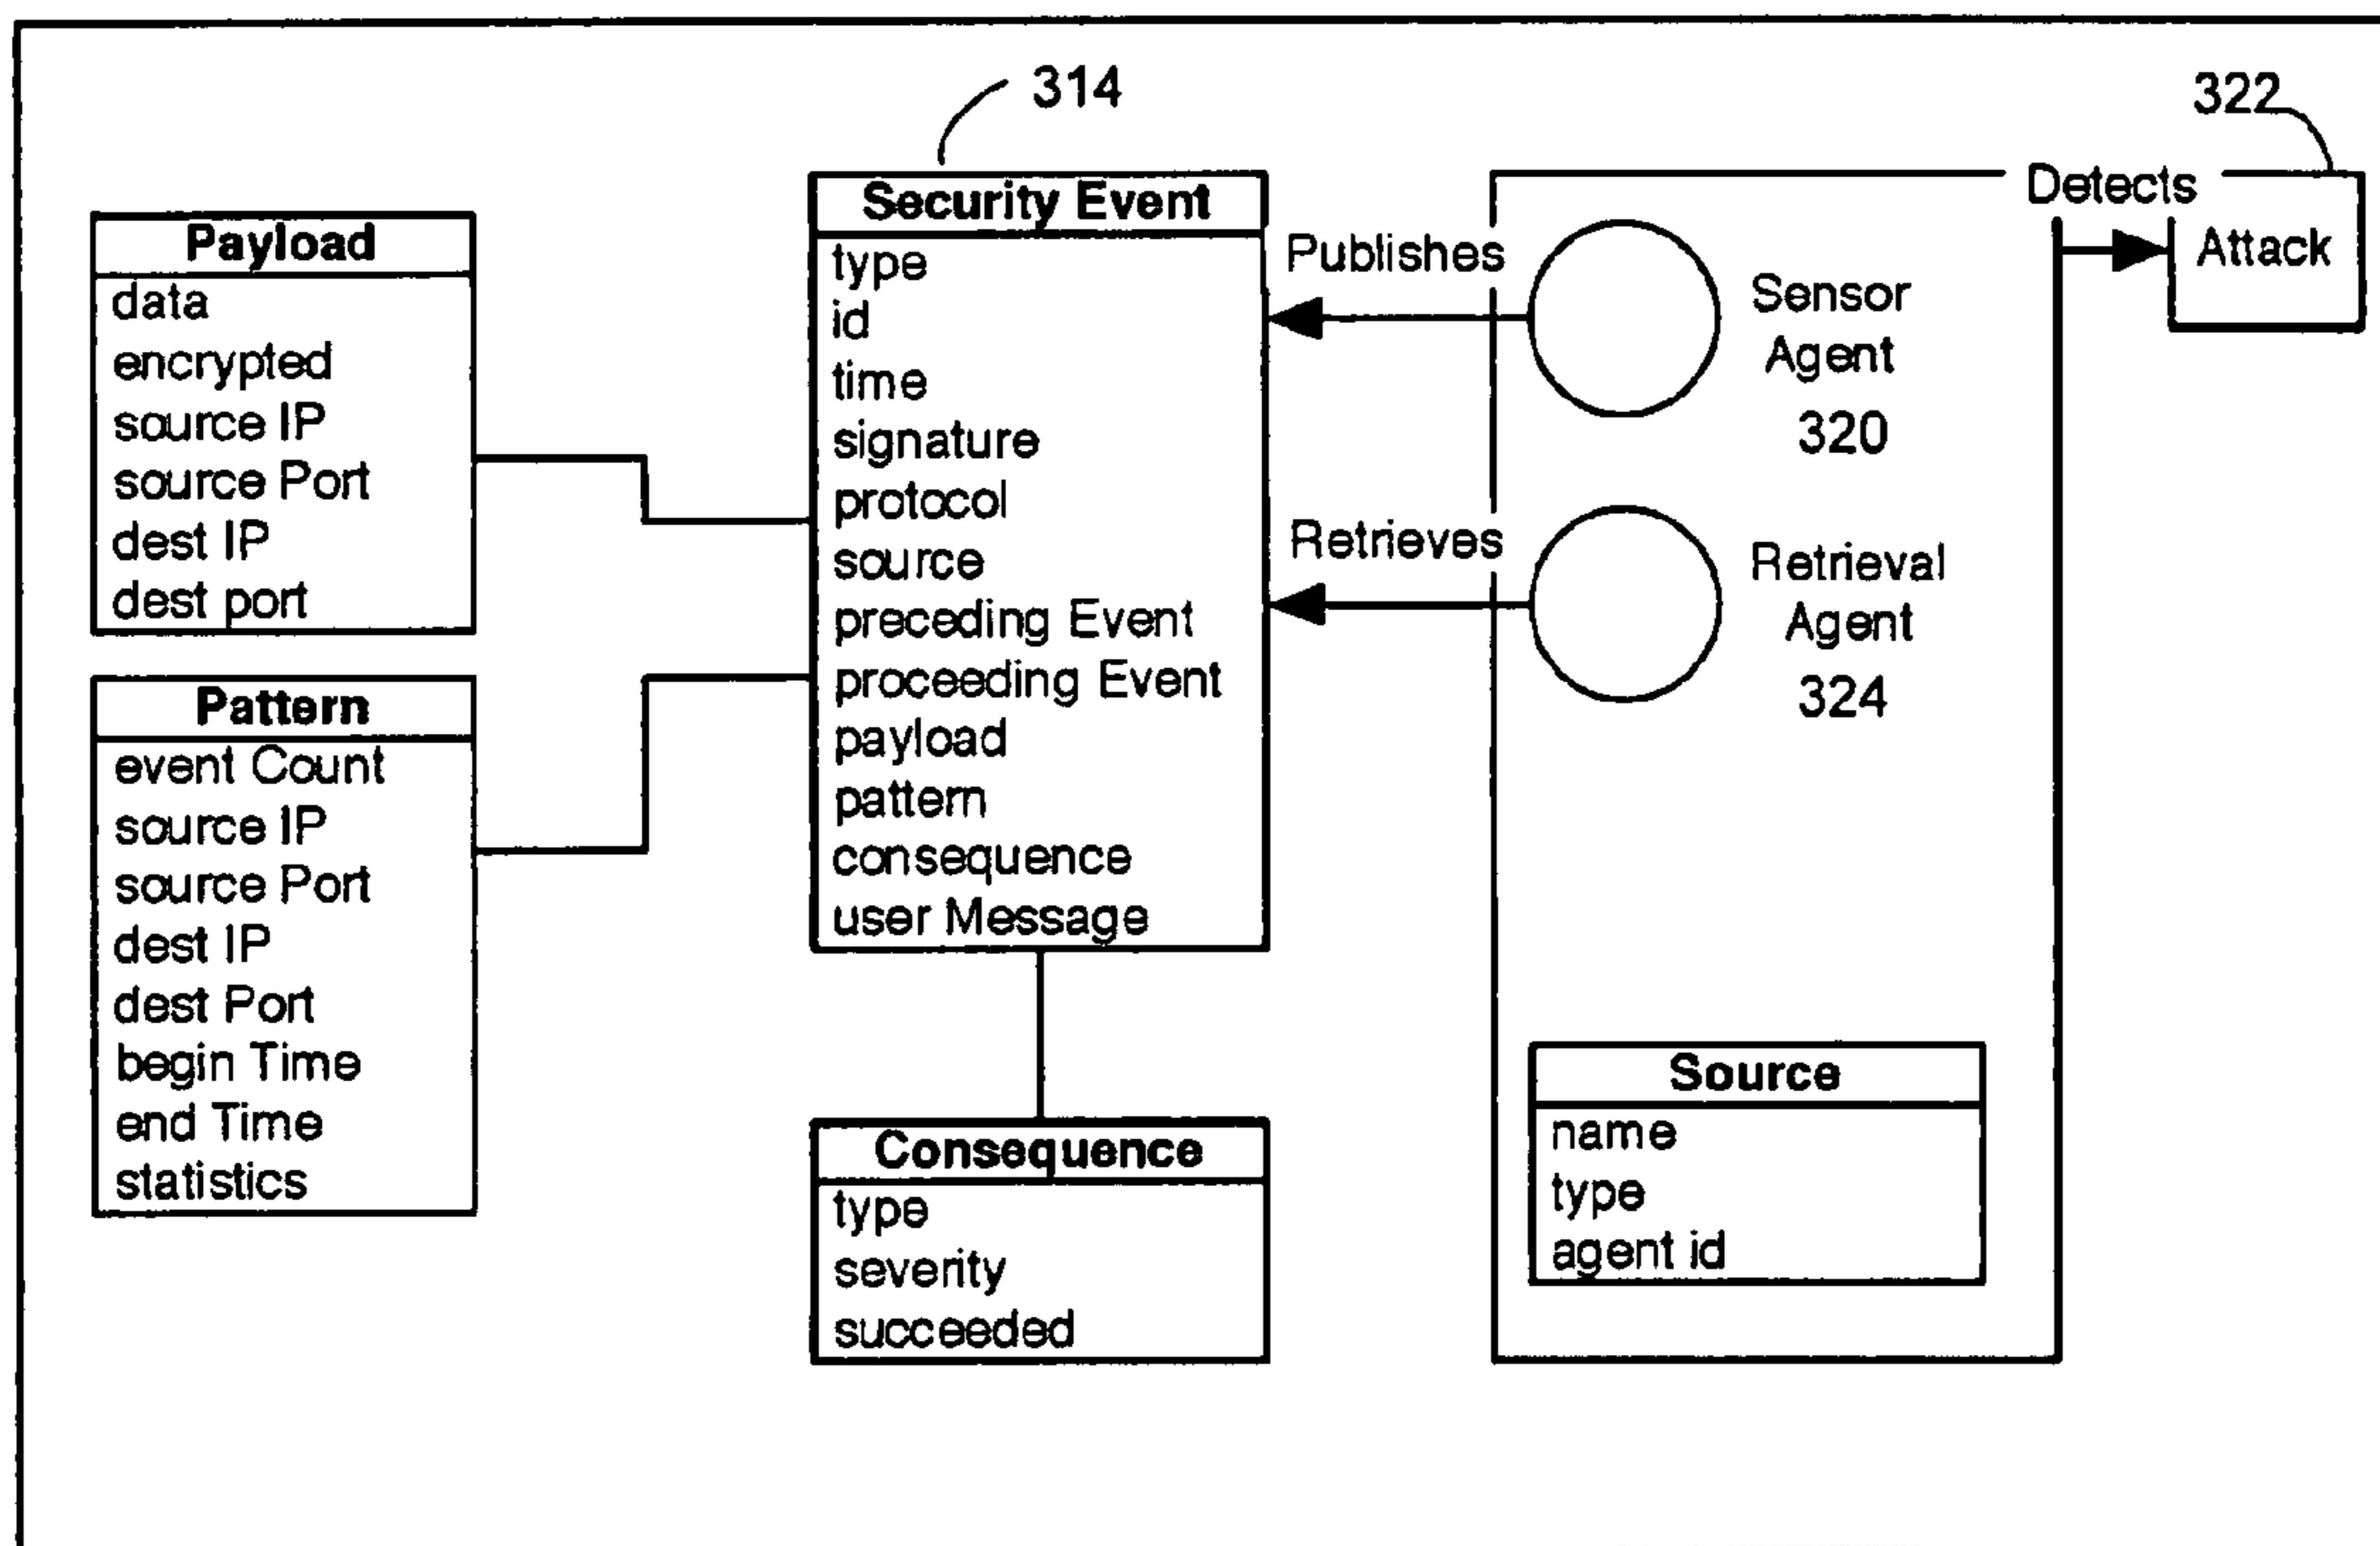 314
322
Payload
data
encrypted
source IP
source Port
dest IP
dest port
Pattern
event Count
source IP
source Port
dest IP
dest Port
begin Time
end Time
statistics
Security Event
type
id
time
signature
protocol
source
preceding Event
proceeding Event
payload
pattern
consequence
user Message
Consequence
type
severity
succeeded
Publishes
Retrieves
Sensor
Agent
320
Retrieval
Agent
324
Source
name
type
agent id
Detects
Attack